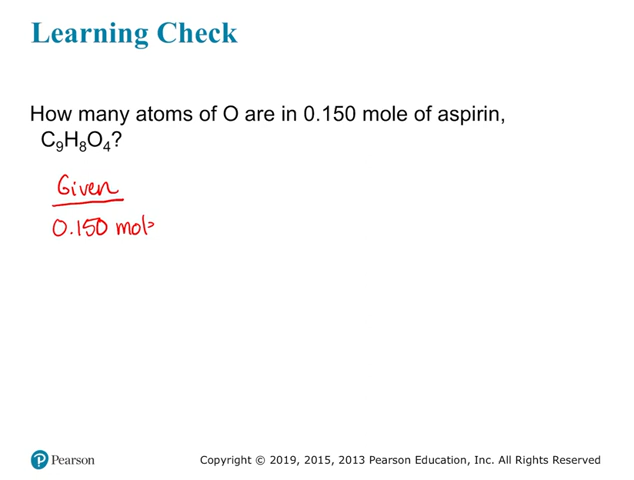 Learning Check
How many atoms of O are in 0.150 mole of aspirin,
C₉H₈O₄?
Given
0.150 mol
Pearson
Copyright © 2019, 2015, 2013 Pearson Education, Inc. All Rights Reserved